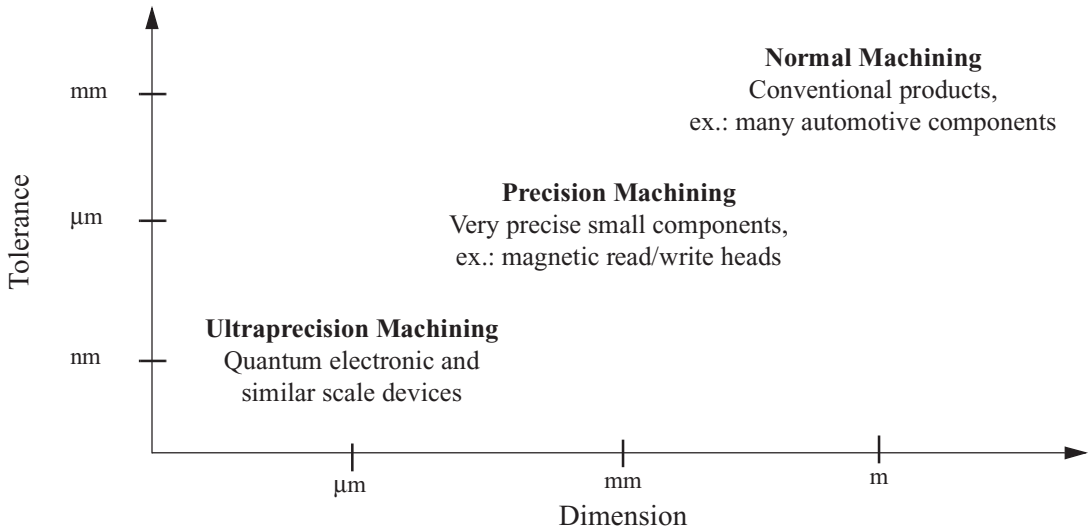 Normal Machining
Conventional products,
ex.: many automotive components
mm
Precision Machining
Very precise small components,
ex.: magnetic read/write heads
μm
Tolerance
Ultraprecision Machining
Quantum electronic and
similar scale devices
nm
μm
mm
m
Dimension